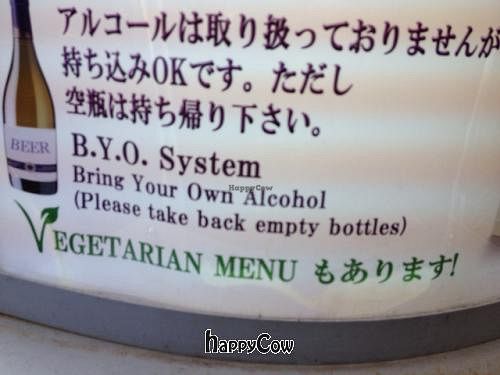 アルコールは取り扱っておりませんが
持ち込みOKです。ただし
空瓶は持ち帰り下さい。
BEER
B.Y.O. System
Bring Your Own Alcohol
(Please take back empty bottles)
VEGETARIAN MENU もあります!
HappyCow
HappyCow